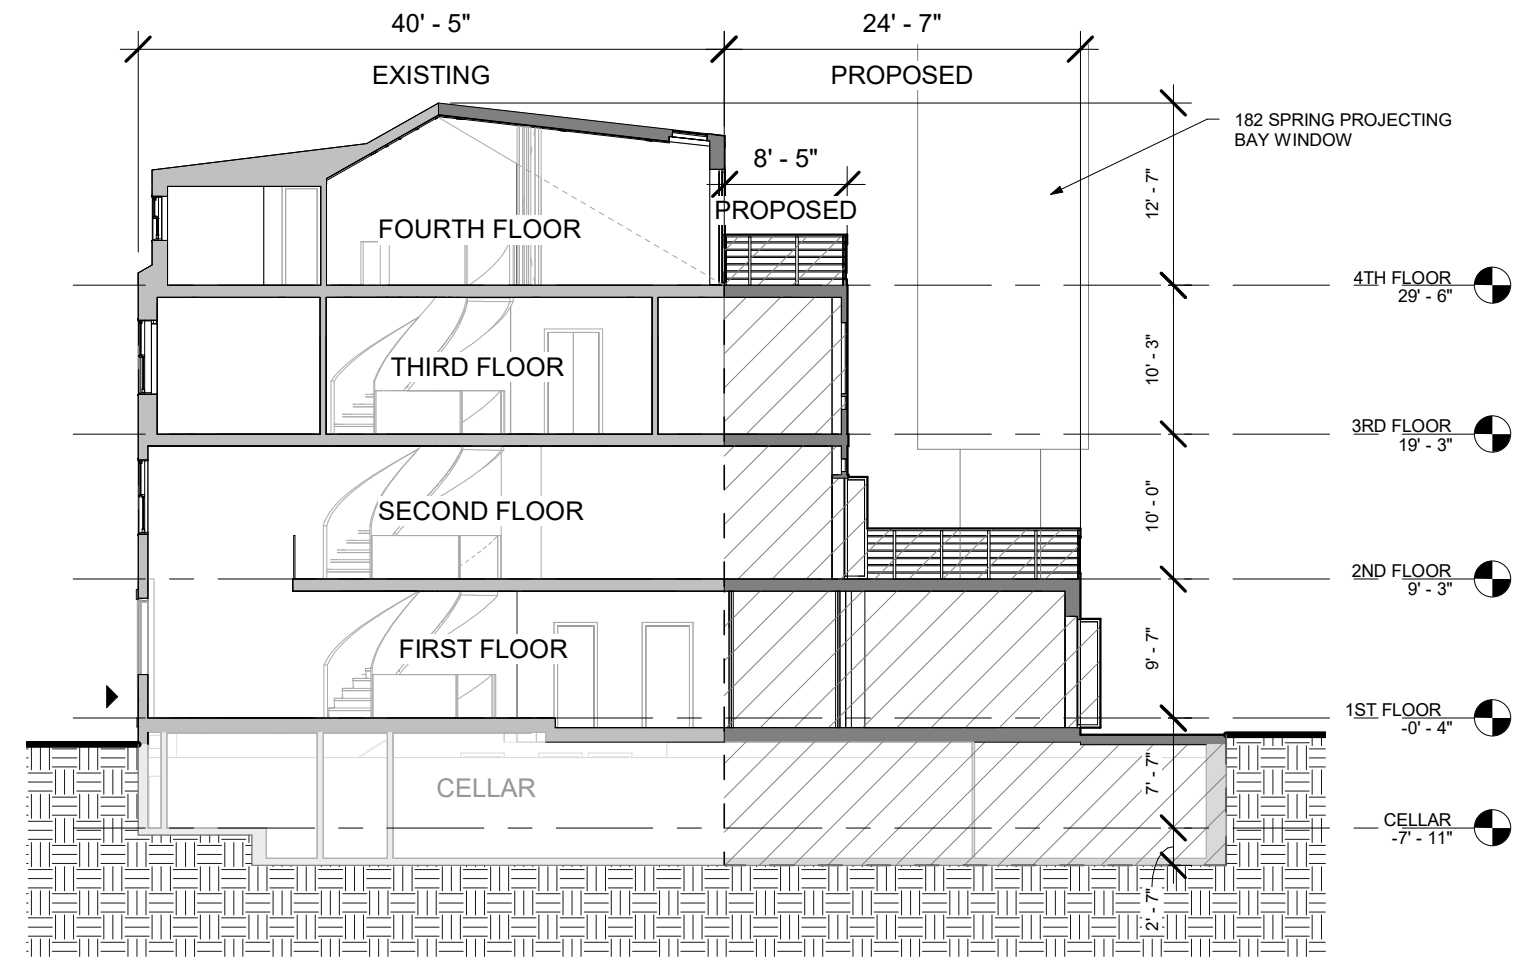 40' - 5"
24' - 7"
EXISTING
PROPOSED
182 SPRING PROJECTING
BAY WINDOW
8' - 5"
PROPOSED
12' - 7"
FOURTH FLOOR
4TH FLOOR
29' - 6"
10' - 3"
THIRD FLOOR
3RD FLOOR
19' - 3"
10' - 0"
SECOND FLOOR
2ND FLOOR
9' - 3"
9' - 7"
FIRST FLOOR
1ST FLOOR
-0' - 4"
7' - 7"
CELLAR
CELLAR
-7' - 11"
2' - 7"